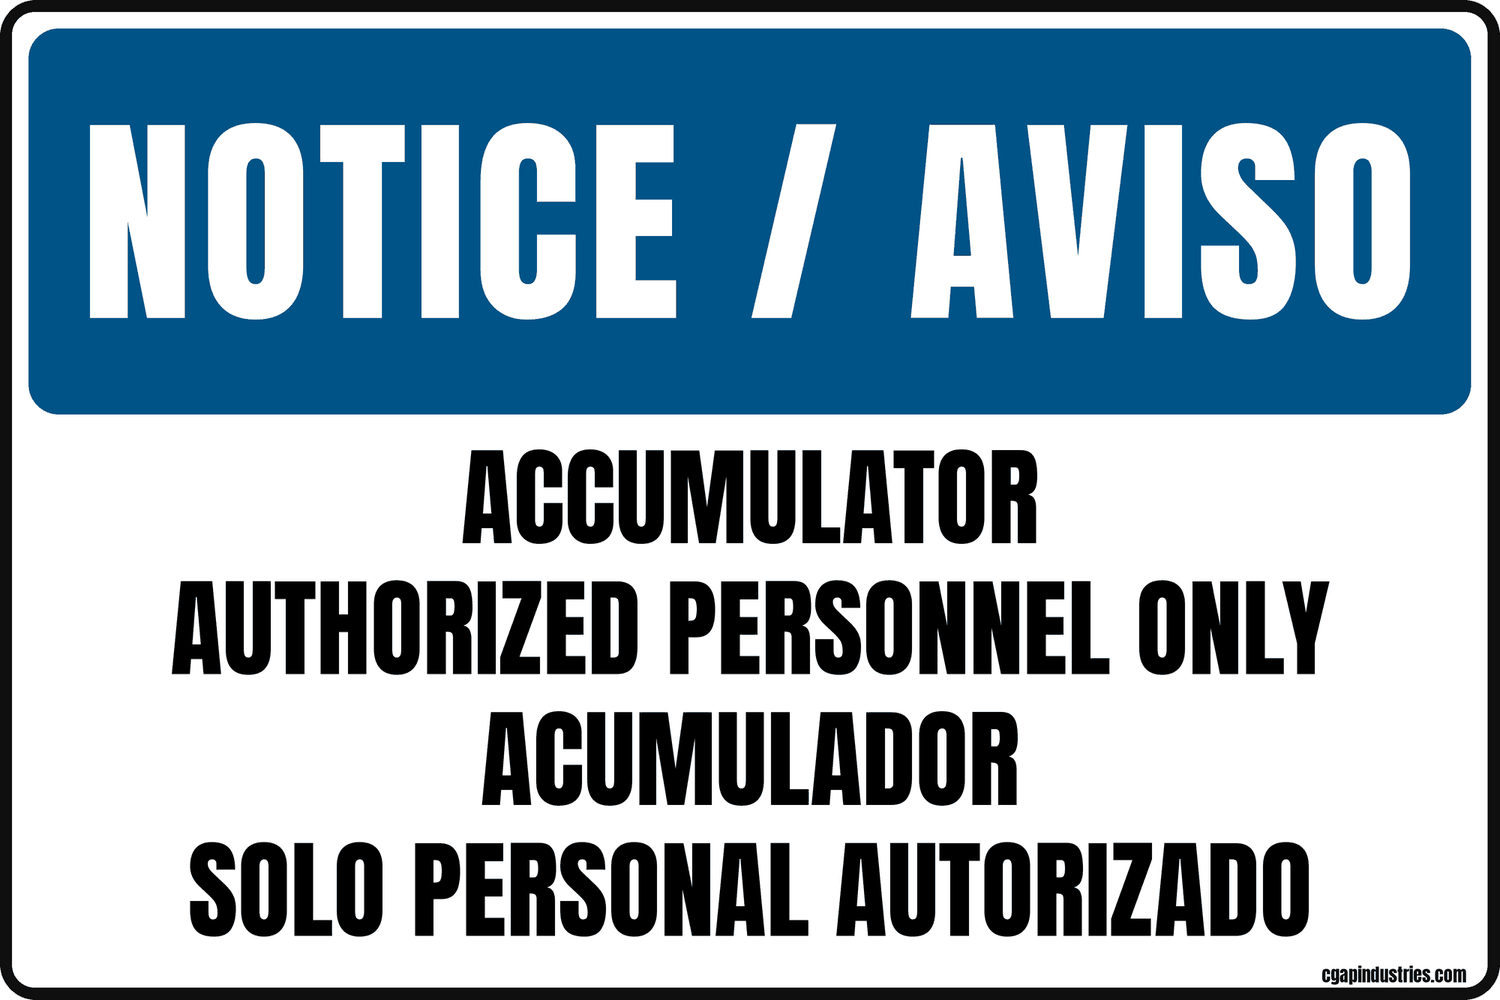 NOTICE / AVISO
ACCUMULATOR
AUTHORIZED PERSONNEL ONLY
ACUMULADOR
SOLO PERSONAL AUTORIZADO
cgapindustries.com